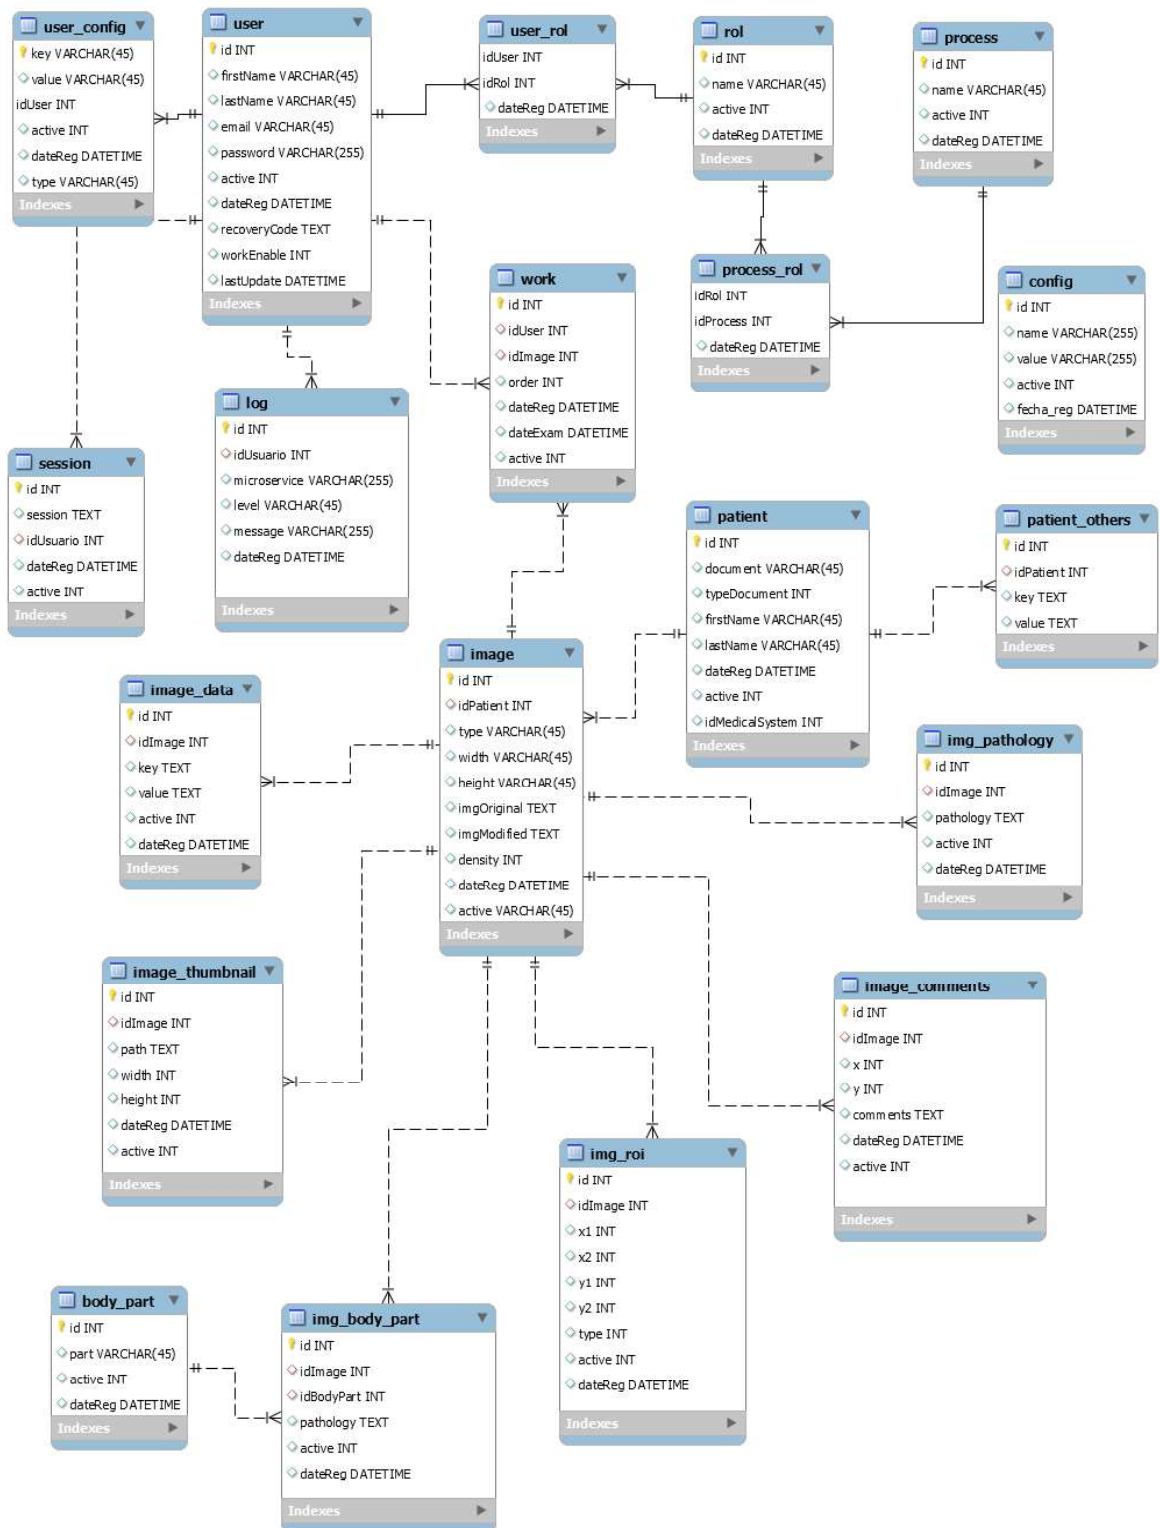 user_config
key VARCHAR(45)
value VARCHAR(45)
idUser INT
active INT
dateReg DATETIME
type VARCHAR(45)
Indexes
user
id INT
firstName VARCHAR(45)
lastName VARCHAR(45)
email VARCHAR(45)
password VARCHAR(255)
active INT
dateReg DATETIME
recoveryCode TEXT
workEnable INT
lastUpdate DATETIME
Indexes
user_rol
idUser INT
idRol INT
dateReg DATETIME
Indexes
rol
id INT
name VARCHAR(45)
active INT
dateReg DATETIME
Indexes
process
id INT
name VARCHAR(45)
active INT
dateReg DATETIME
Indexes
process_rol
idRol INT
idProcess INT
dateReg DATETIME
Indexes
config
id INT
name VARCHAR(255)
value VARCHAR(255)
active INT
fecha_reg DATETIME
Indexes
work
id INT
idUser INT
idImage INT
order INT
dateReg DATETIME
dateExam DATETIME
active INT
Indexes
log
id INT
idUsuario INT
microservice VARCHAR(255)
level VARCHAR(45)
message VARCHAR(255)
dateReg DATETIME
Indexes
session
id INT
session TEXT
idUsuario INT
dateReg DATETIME
active INT
Indexes
patient
id INT
document VARCHAR(45)
typeDocument INT
firstName VARCHAR(45)
lastName VARCHAR(45)
dateReg DATETIME
active INT
idMedicalSystem INT
Indexes
patient_others
id INT
idPatient INT
key TEXT
value TEXT
Indexes
image
id INT
idPatient INT
type VARCHAR(45)
width VARCHAR(45)
height VARCHAR(45)
imgOriginal TEXT
imgModified TEXT
density INT
dateReg DATETIME
active VARCHAR(45)
Indexes
image_data
id INT
idImage INT
key TEXT
value TEXT
active INT
dateReg DATETIME
Indexes
img_pathology
id INT
idImage INT
pathology TEXT
active INT
dateReg DATETIME
Indexes
image_thumbnail
id INT
idImage INT
path TEXT
width INT
height INT
dateReg DATETIME
active INT
Indexes
image_comments
id INT
idImage INT
x INT
y INT
comments TEXT
dateReg DATETIME
active INT
Indexes
img_roi
id INT
idImage INT
x1 INT
x2 INT
y1 INT
y2 INT
type INT
active INT
dateReg DATETIME
Indexes
body_part
id INT
part VARCHAR(45)
active INT
dateReg DATETIME
Indexes
img_body_part
id INT
idImage INT
idBodyPart INT
pathology TEXT
active INT
dateReg DATETIME
Indexes